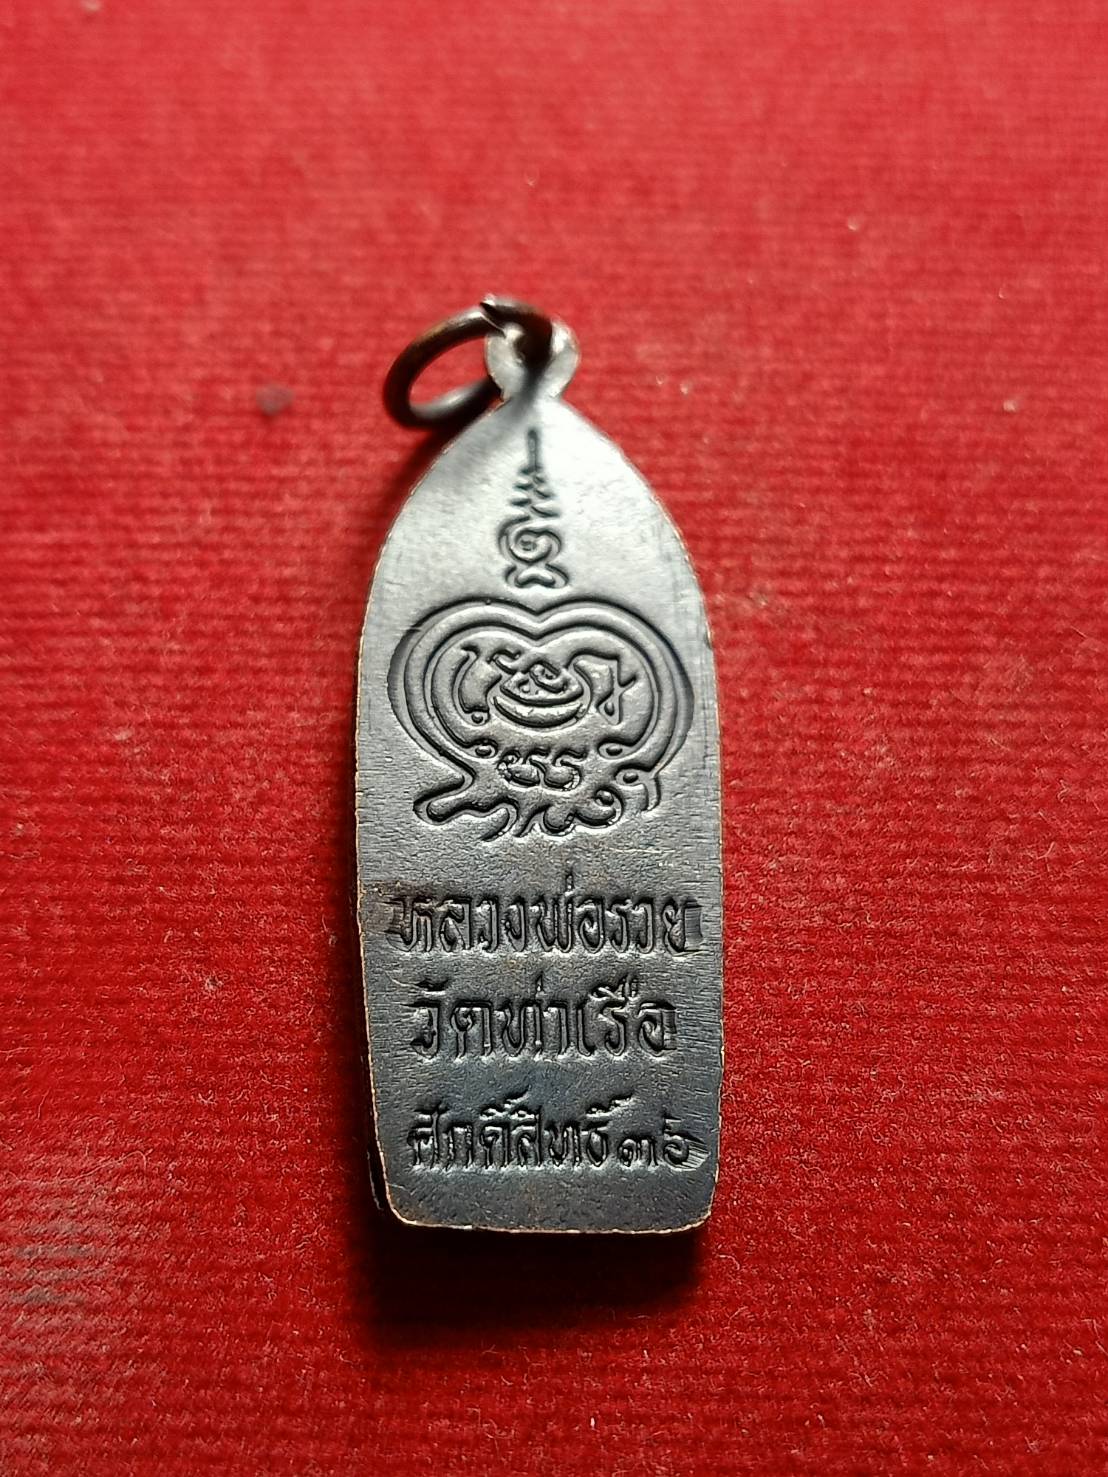 หลวงพ่อรวย
วัดท่าเรือ
ศักดิ์สิทธิ์ ๓๖